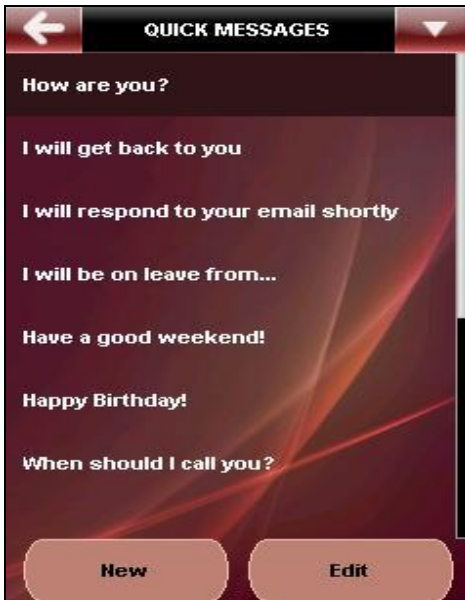 QUICK MESSAGES
How are you?
I will get back to you
I will respond to your email shortly
I will be on leave from...
Have a good weekend!
Happy Birthday!
When should I call you?
New
Edit